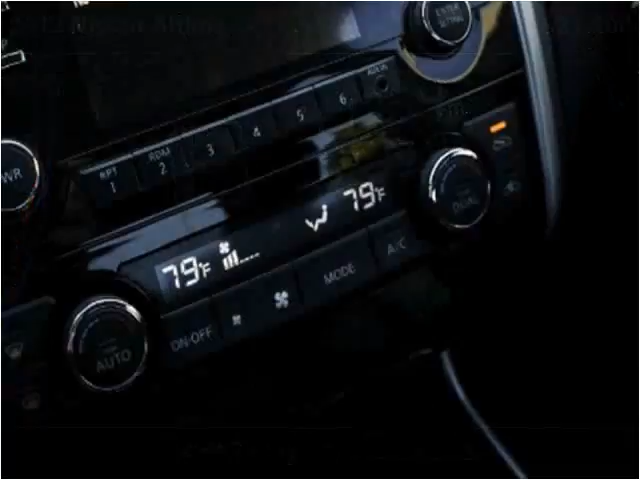 ENTER
SETTING
AUX IN
RPT
1
RDM
2
3
4
5
6
WR
79°F
79°F
DUAL
A/C
MODE
ON·OFF
AUTO